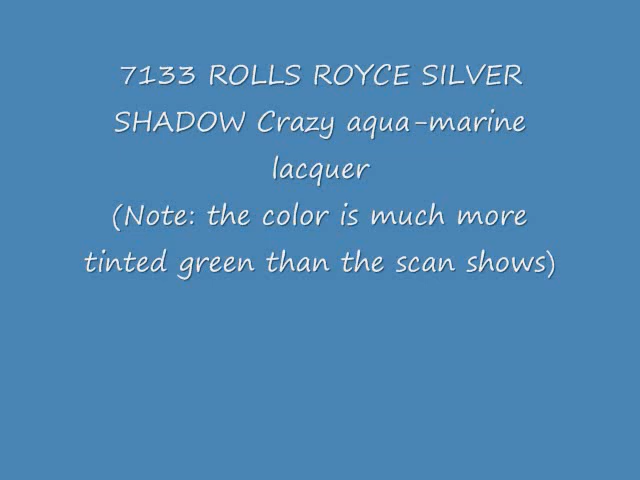 7133 ROLLS ROYCE SILVER
SHADOW Crazy aqua-marine
lacquer
(Note: the color is much more
tinted green than the scan shows)